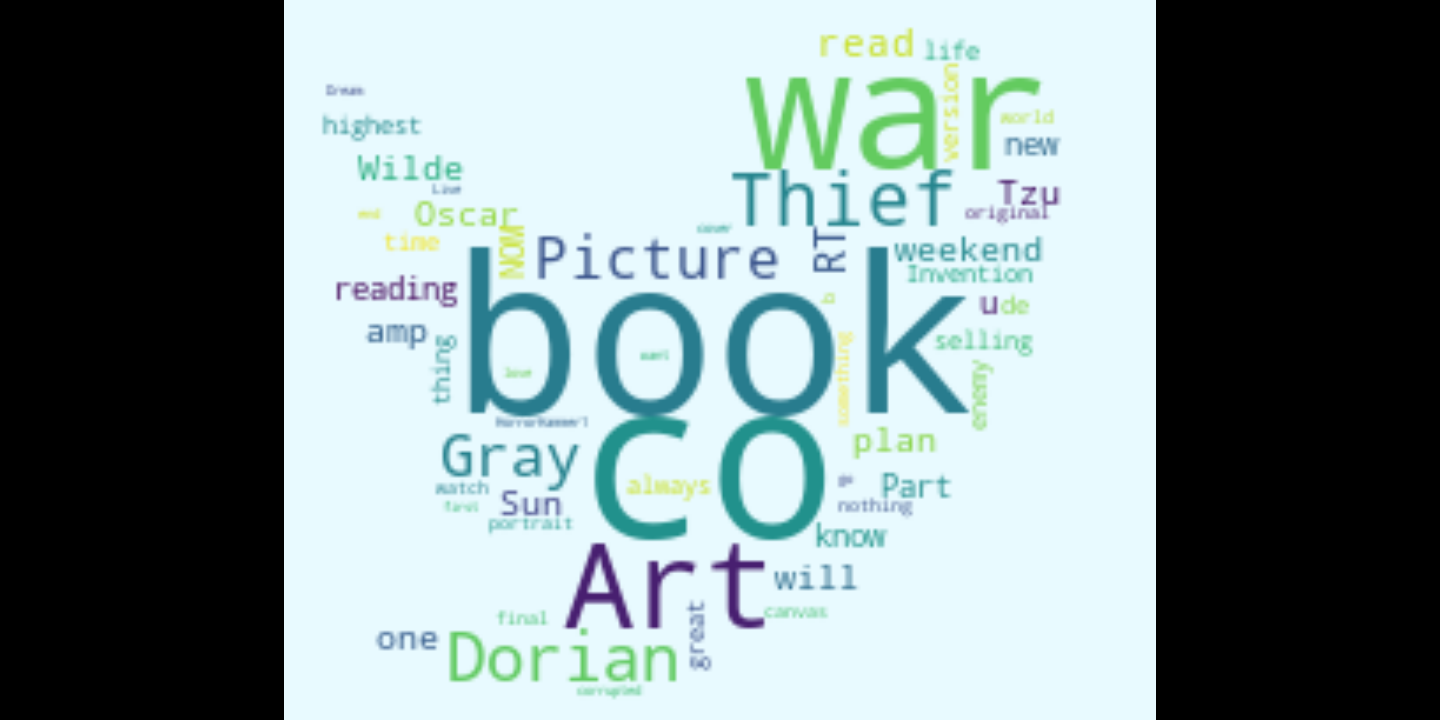 read
life
war
version
world
highest
new
Wilde
Thief
Tzu
Live
original
Oscar
end
cover
time
NOW
Picture
RT
weekend
Invention
reading
u
de
b
amp
thing
selling
book
want
love
something
enemy
co
Gray
plan
always
watch
Sun
first
portrait
go
Part
nothing
know
Art
will
great
canvas
final
one
Dorian
corrupted